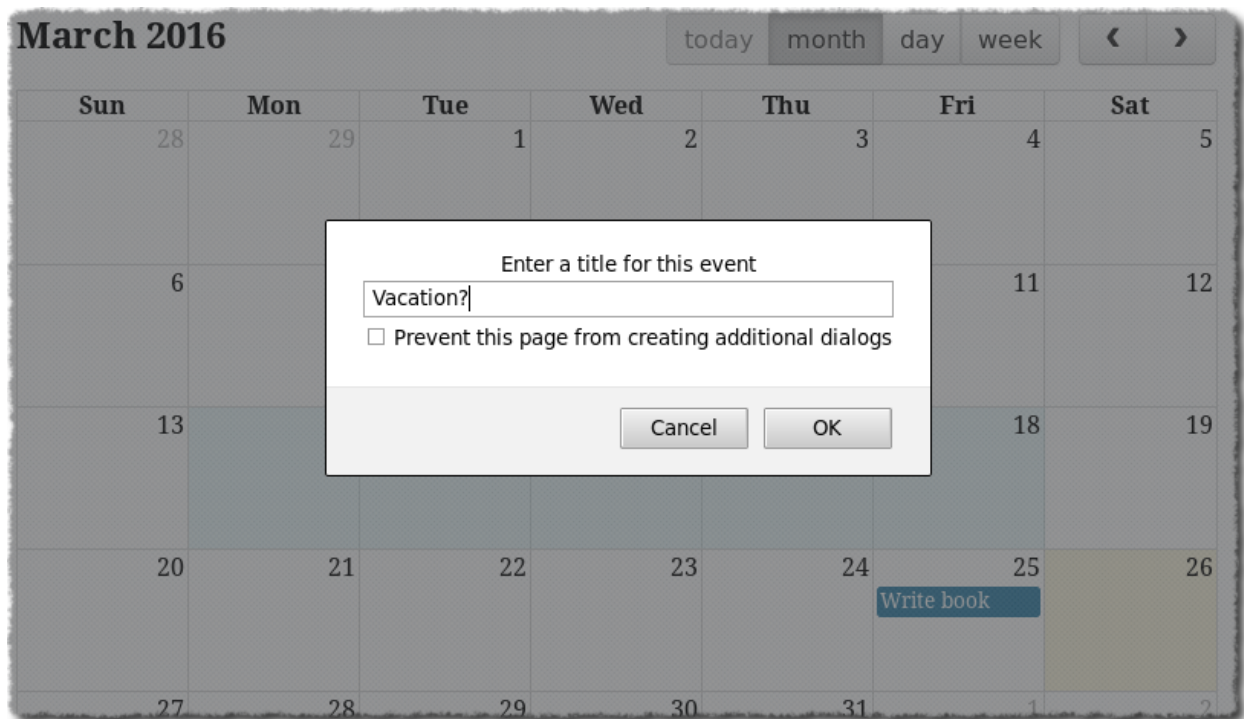 March 2016 today month day week ❮ ❯
Sun Mon Tue Wed Thu Fri Sat
28 29 1 2 3 4 5
Enter a title for this event
6 11 12
Vacation?
Prevent this page from creating additional dialogs
13 18 19
Cancel OK
20 21 22 23 24 25 26
Write book
27 28 29 30 31 1 2